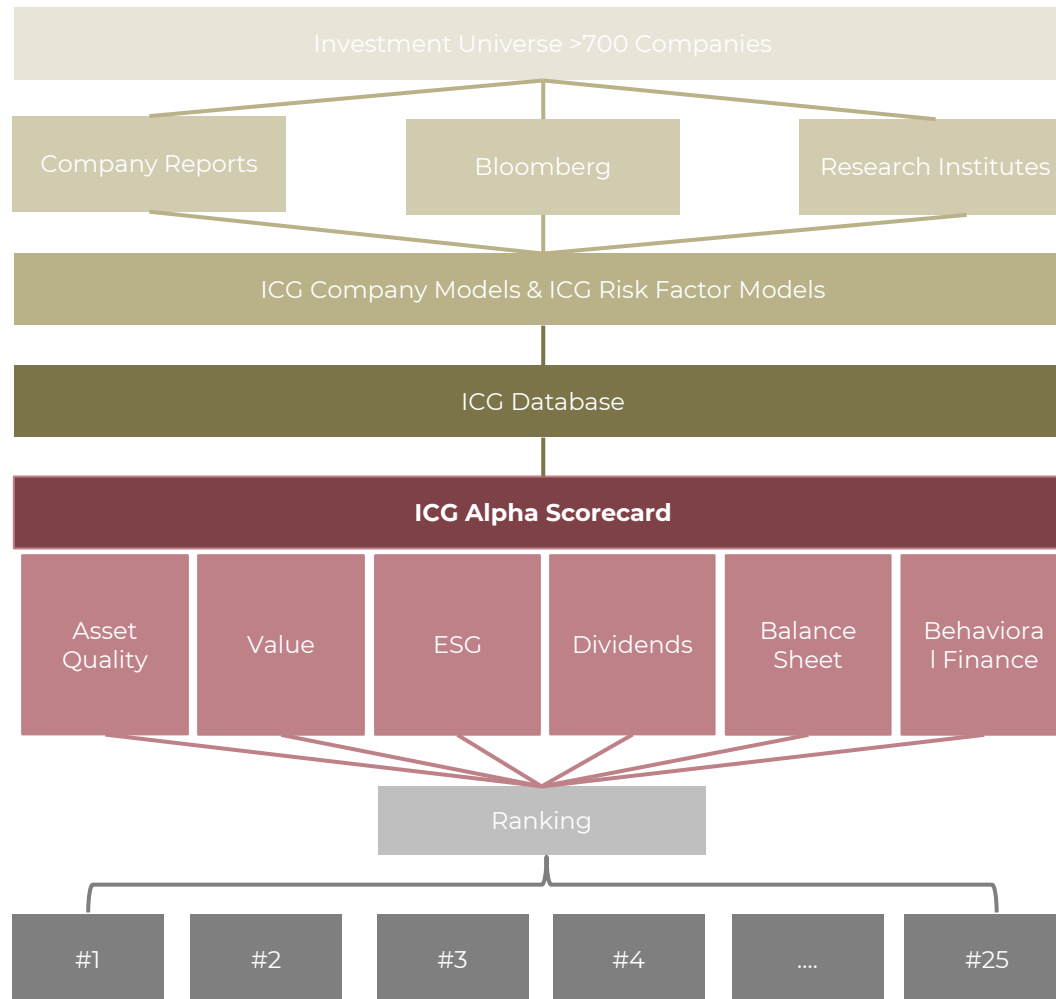 Investment Universe >700 Companies
Company Reports
Bloomberg
Research Institutes
ICG Company Models & ICG Risk Factor Models
ICG Database
ICG Alpha Scorecard
Asset
Quality
Value
ESG
Dividends
Balance
Sheet
Behaviora
l Finance
Ranking
#1
#2
#3
#4
....
#25